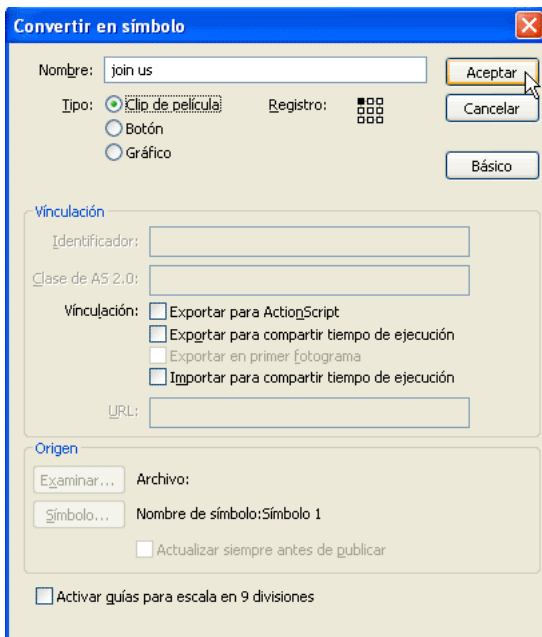 Convertir en símbolo
Nombre: join us Aceptar
Tipo: Clip de película Registro: Cancelar
Botón
Gráfico Básico
Vínculación
Identificador:
Clase de AS 2.0:
Vínculación: Exportar para ActionScript
Exportar para compartir tiempo de ejecución
Exportar en primer fotograma
Importar para compartir tiempo de ejecución
URL:
Origen
Examinar... Archivo:
Símbolo... Nombre de símbolo:Símbolo 1
Actualizar siempre antes de publicar
Activar guías para escala en 9 divisiones